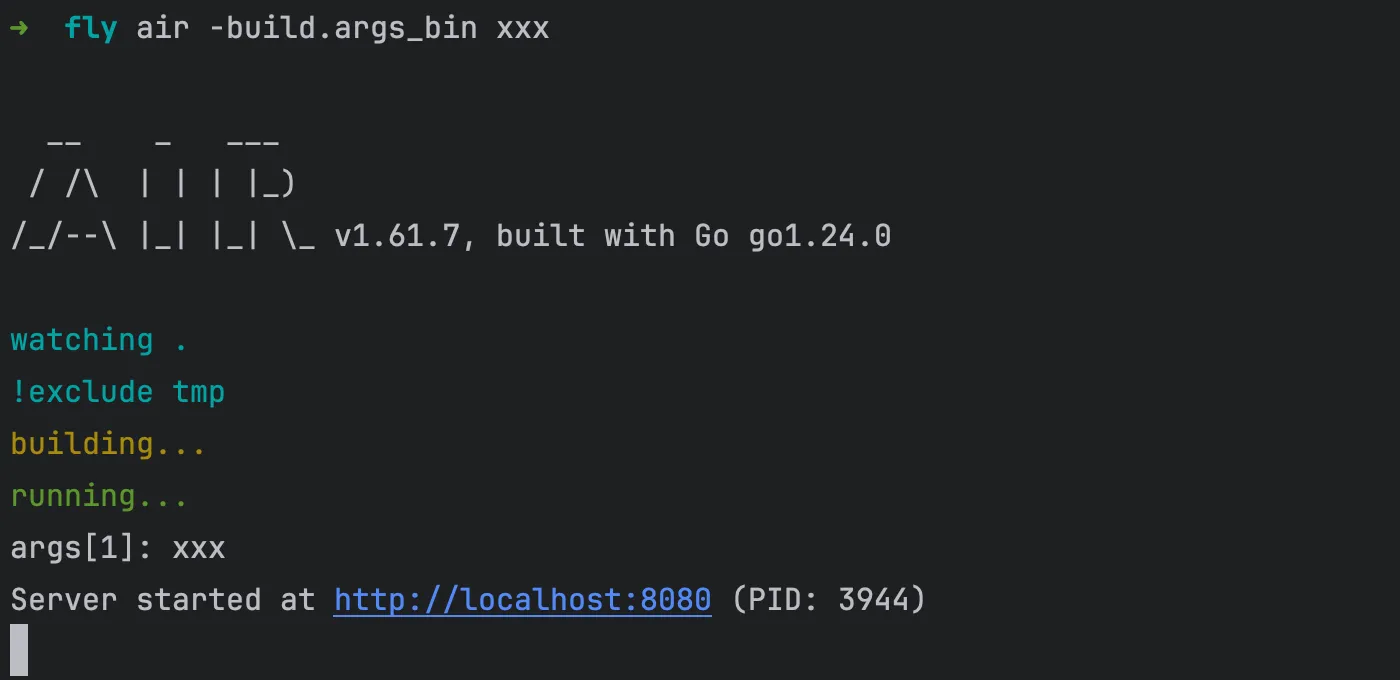 ➜  fly air -build.args_bin xxx
  __    _   ___
 / /\  | | | |_)
/_/--\ |_| |_| \_ v1.61.7, built with Go go1.24.0
watching .
!exclude tmp
building...
running...
args[1]: xxx
Server started at http://localhost:8080 (PID: 3944)